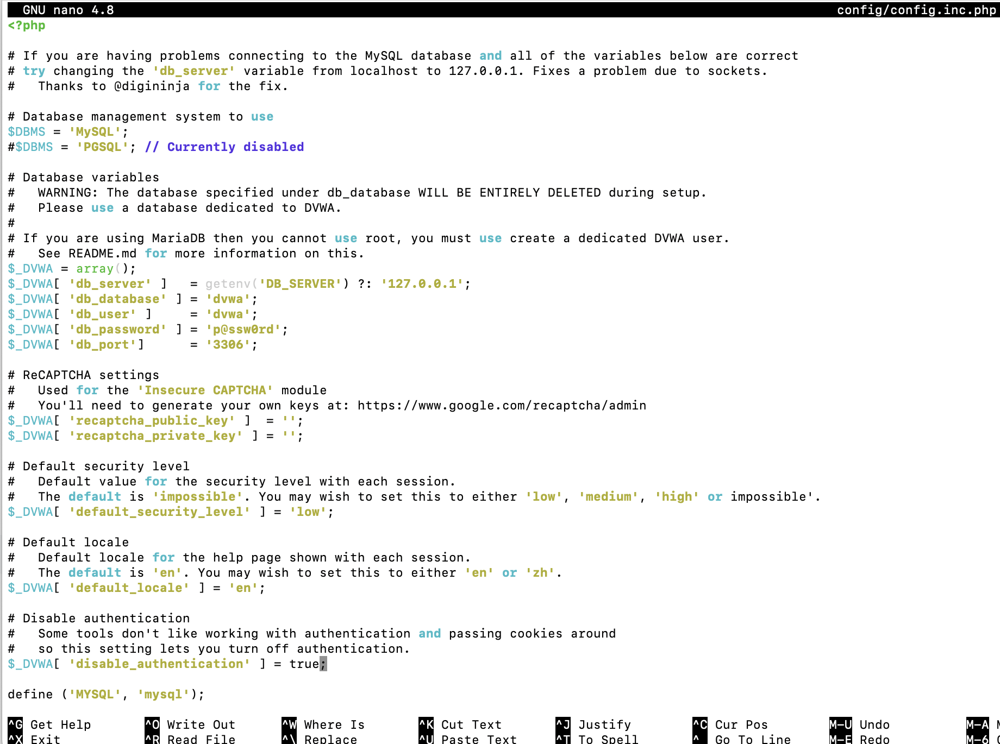 GNU nano 4.8 config/config.inc.php
<?php

# If you are having problems connecting to the MySQL database and all of the variables below are correct
# try changing the 'db_server' variable from localhost to 127.0.0.1. Fixes a problem due to sockets.
#   Thanks to @digininja for the fix.

# Database management system to use
$DBMS = 'MySQL';
#$DBMS = 'PGSQL'; // Currently disabled

# Database variables
#   WARNING: The database specified under db_database WILL BE ENTIRELY DELETED during setup.
#   Please use a database dedicated to DVWA.
#
# If you are using MariaDB then you cannot use root, you must use create a dedicated DVWA user.
#   See README.md for more information on this.
$_DVWA = array();
$_DVWA[ 'db_server' ]   = getenv('DB_SERVER') ?: '127.0.0.1';
$_DVWA[ 'db_database' ] = 'dvwa';
$_DVWA[ 'db_user' ]     = 'dvwa';
$_DVWA[ 'db_password' ] = 'p@ssw0rd';
$_DVWA[ 'db_port']      = '3306';

# ReCAPTCHA settings
#   Used for the 'Insecure CAPTCHA' module
#   You'll need to generate your own keys at: https://www.google.com/recaptcha/admin
$_DVWA[ 'recaptcha_public_key' ]  = '';
$_DVWA[ 'recaptcha_private_key' ] = '';

# Default security level
#   Default value for the security level with each session.
#   The default is 'impossible'. You may wish to set this to either 'low', 'medium', 'high' or impossible'.
$_DVWA[ 'default_security_level' ] = 'low';

# Default locale
#   Default locale for the help page shown with each session.
#   The default is 'en'. You may wish to set this to either 'en' or 'zh'.
$_DVWA[ 'default_locale' ] = 'en';

# Disable authentication
#   Some tools don't like working with authentication and passing cookies around
#   so this setting lets you turn off authentication.
$_DVWA[ 'disable_authentication' ] = true;

define ('MYSQL', 'mysql');

^G Get Help ^O Write Out ^W Where Is ^K Cut Text ^J Justify ^C Cur Pos M-U Undo M-A
^X Exit ^R Read File ^\ Replace ^U Paste Text ^T To Spell ^_ Go To Line M-E Redo M-6